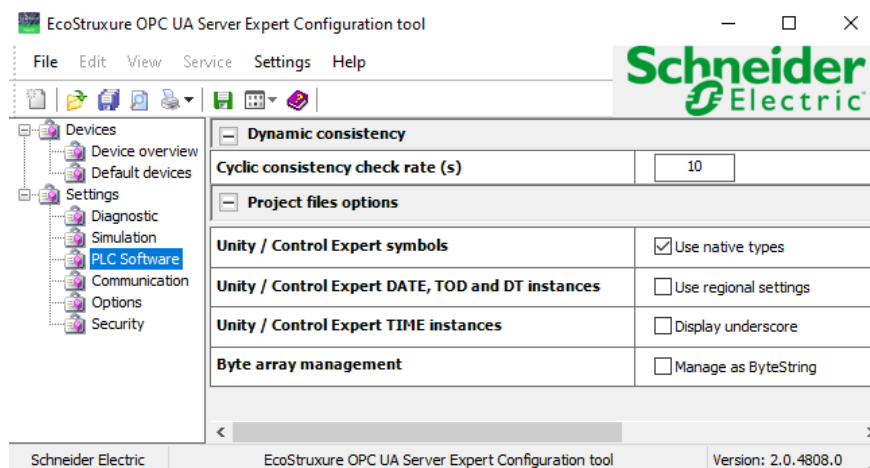 EcoStruxure OPC UA Server Expert Configuration tool
File Edit View Service Settings Help
Schneider
Electric
Devices
Device overview
Default devices
Settings
Diagnostic
Simulation
PLC Software
Communication
Options
Security
Dynamic consistency
Cyclic consistency check rate (s) 10
Project files options
Unity / Control Expert symbols Use native types
Unity / Control Expert DATE, TOD and DT instances Use regional settings
Unity / Control Expert TIME instances Display underscore
Byte array management Manage as ByteString
Schneider Electric EcoStruxure OPC UA Server Expert Configuration tool Version: 2.0.4808.0